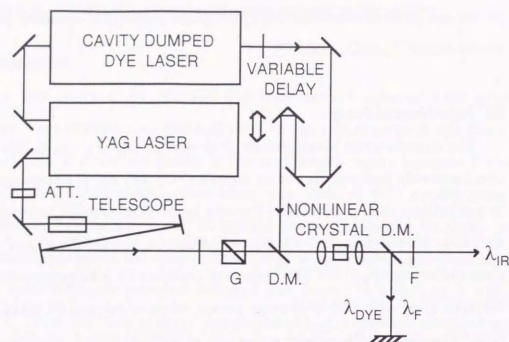 CAVITY DUMPED
DYE LASER
VARIABLE
DELAY
YAG LASER
ATT.
TELESCOPE
NONLINEAR
CRYSTAL D.M.
G D.M. F
λIR
λDYE λF